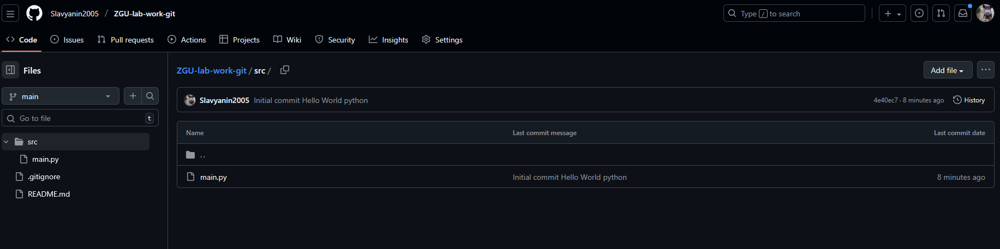 Slavyanin2005 / ZGU-lab-work-git Type / to search
Code Issues Pull requests Actions Projects Wiki Security Insights Settings
Files
main
Go to file t
src
main.py
.gitignore
README.md
ZGU-lab-work-git / src / Add file
Slavyanin2005 Initial commit Hello World python 4e40ec7 · 8 minutes ago History
Name Last commit message Last commit date
..
main.py Initial commit Hello World python 8 minutes ago